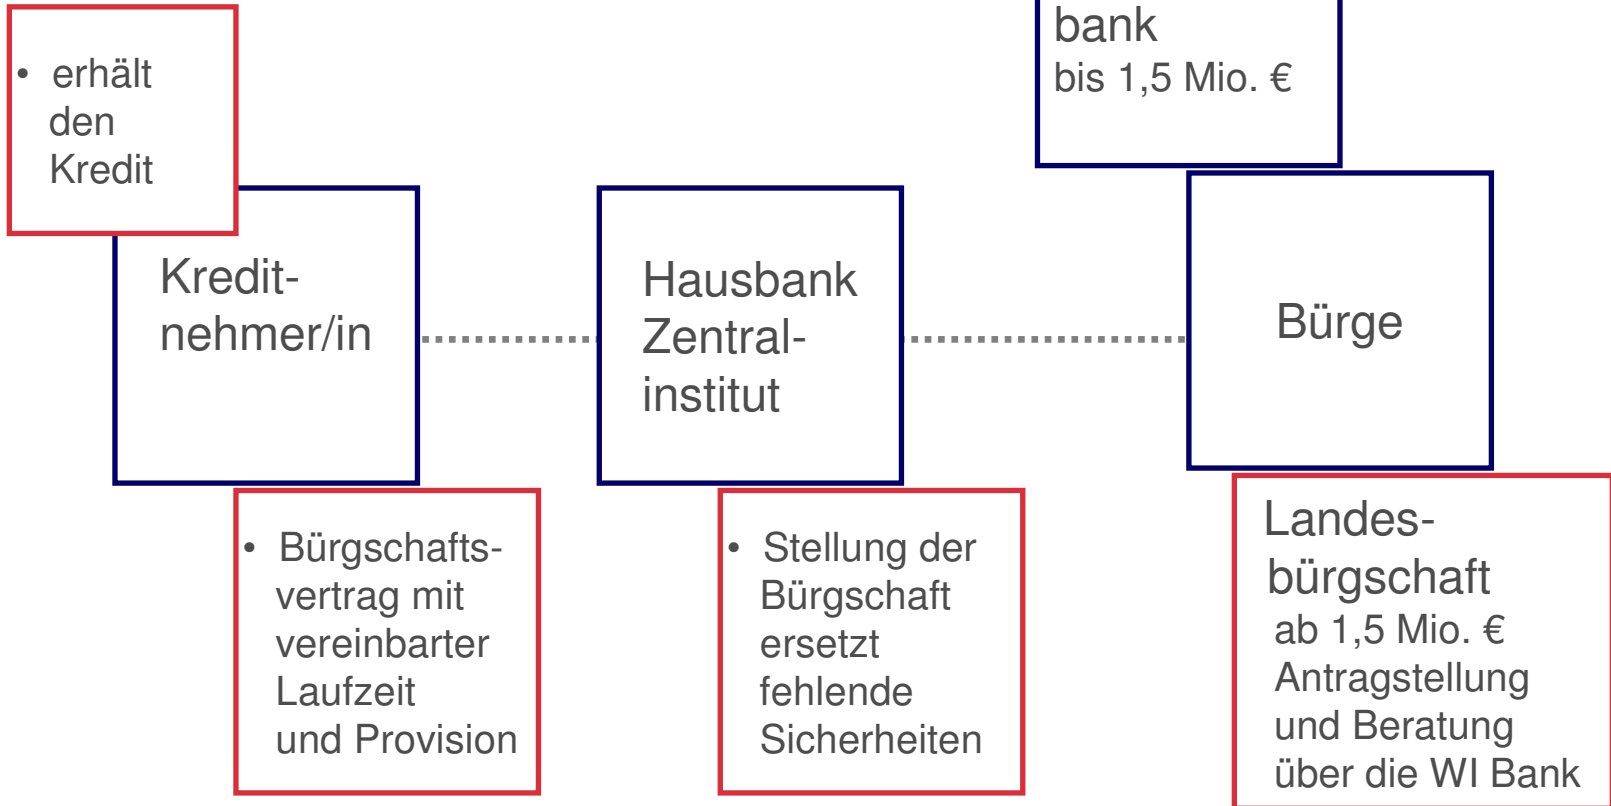 bank
bis 1,5 Mio. €
• erhält
den
Kredit
Kredit-
nehmer/in
Hausbank
Zentral-
institut
Bürge
• Bürgschafts-
vertrag mit
vereinbarter
Laufzeit
und Provision
• Stellung der
Bürgschaft
ersetzt
fehlende
Sicherheiten
Landes-
bürgschaft
ab 1,5 Mio. €
Antragstellung
und Beratung
über die WI Bank